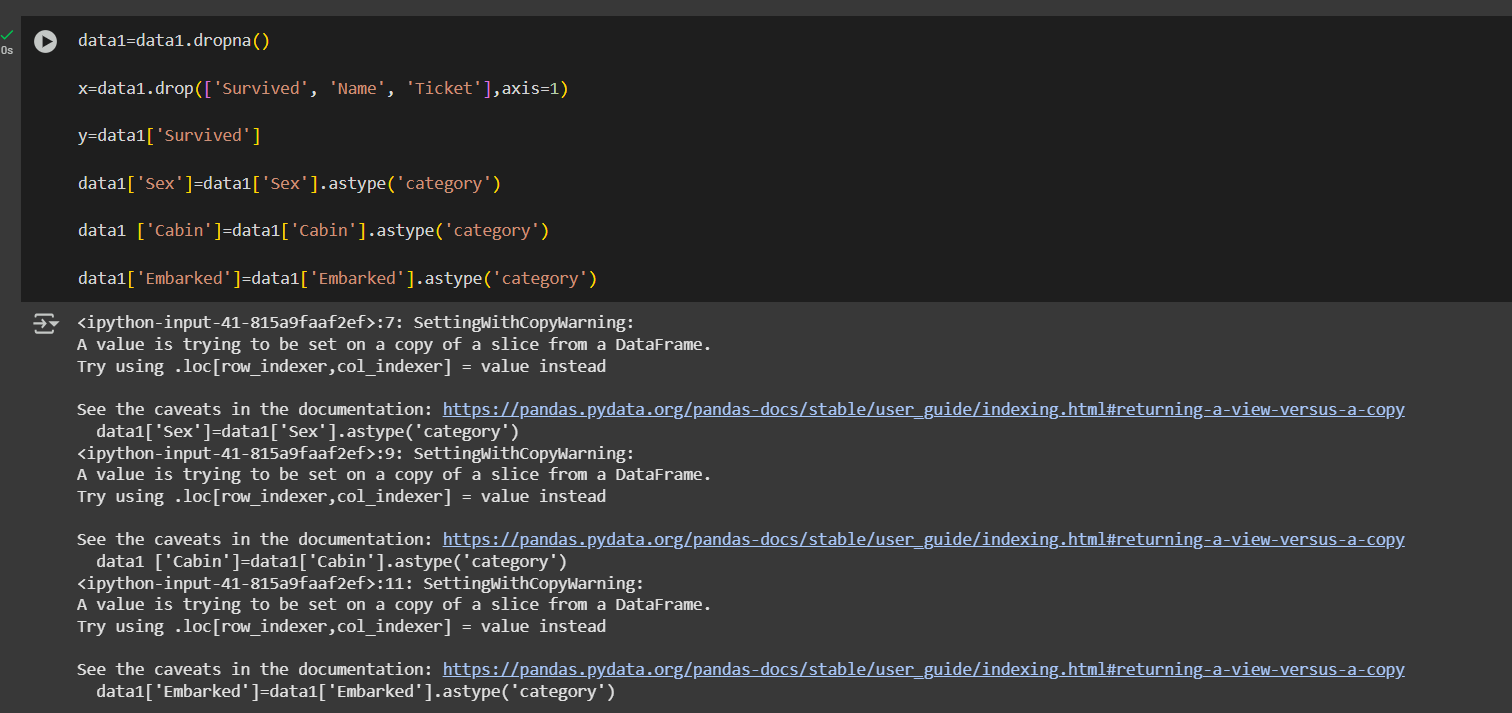 data1=data1.dropna()
x=data1.drop(['Survived', 'Name', 'Ticket'],axis=1)
y=data1['Survived']
data1['Sex']=data1['Sex'].astype('category')
data1 ['Cabin']=data1['Cabin'].astype('category')
data1['Embarked']=data1['Embarked'].astype('category')
0s
<ipython-input-41-815a9faaf2ef>:7: SettingWithCopyWarning:
A value is trying to be set on a copy of a slice from a DataFrame.
Try using .loc[row_indexer,col_indexer] = value instead
See the caveats in the documentation: https://pandas.pydata.org/pandas-docs/stable/user_guide/indexing.html#returning-a-view-versus-a-copy
data1['Sex']=data1['Sex'].astype('category')
<ipython-input-41-815a9faaf2ef>:9: SettingWithCopyWarning:
A value is trying to be set on a copy of a slice from a DataFrame.
Try using .loc[row_indexer,col_indexer] = value instead
See the caveats in the documentation: https://pandas.pydata.org/pandas-docs/stable/user_guide/indexing.html#returning-a-view-versus-a-copy
data1 ['Cabin']=data1['Cabin'].astype('category')
<ipython-input-41-815a9faaf2ef>:11: SettingWithCopyWarning:
A value is trying to be set on a copy of a slice from a DataFrame.
Try using .loc[row_indexer,col_indexer] = value instead
See the caveats in the documentation: https://pandas.pydata.org/pandas-docs/stable/user_guide/indexing.html#returning-a-view-versus-a-copy
data1['Embarked']=data1['Embarked'].astype('category')